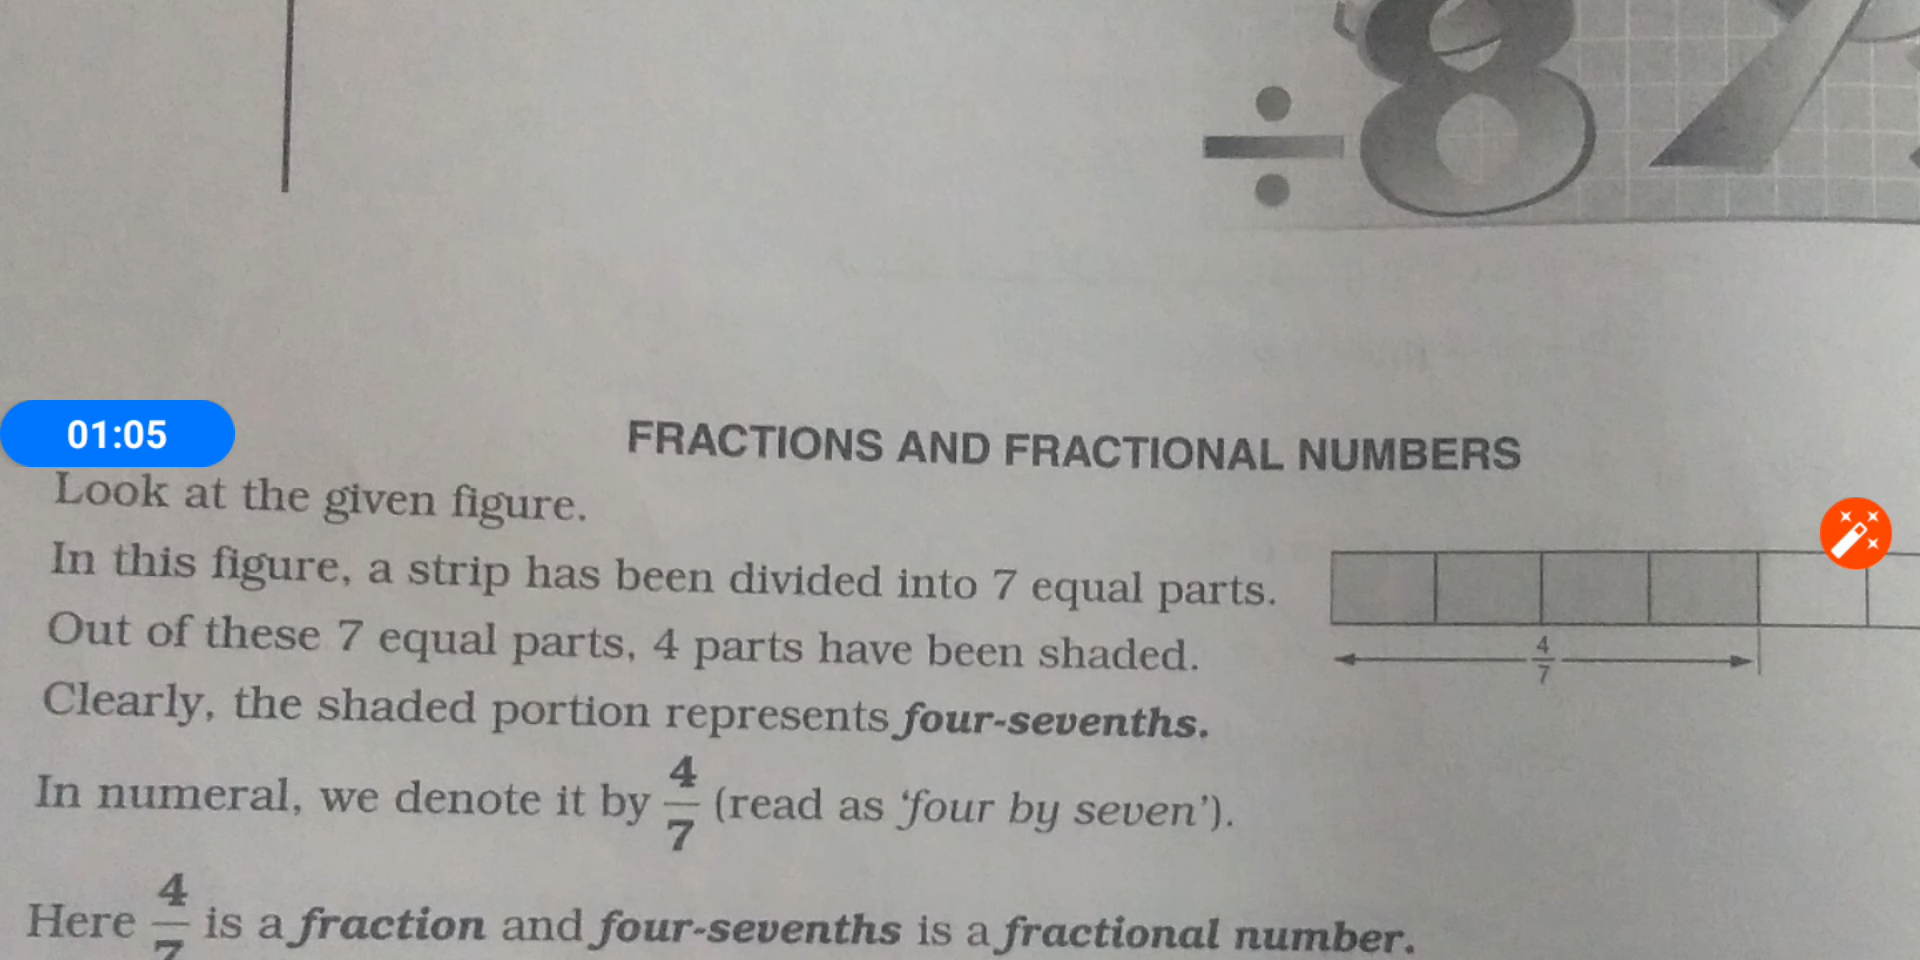 ÷8
01:05
FRACTIONS AND FRACTIONAL NUMBERS
Look at the given figure.
In this figure, a strip has been divided into 7 equal parts.
Out of these 7 equal parts, 4 parts have been shaded.
4/7
Clearly, the shaded portion represents four-sevenths.
In numeral, we denote it by 4/7 (read as ‘four by seven’).
Here 4/7 is a fraction and four-sevenths is a fractional number.